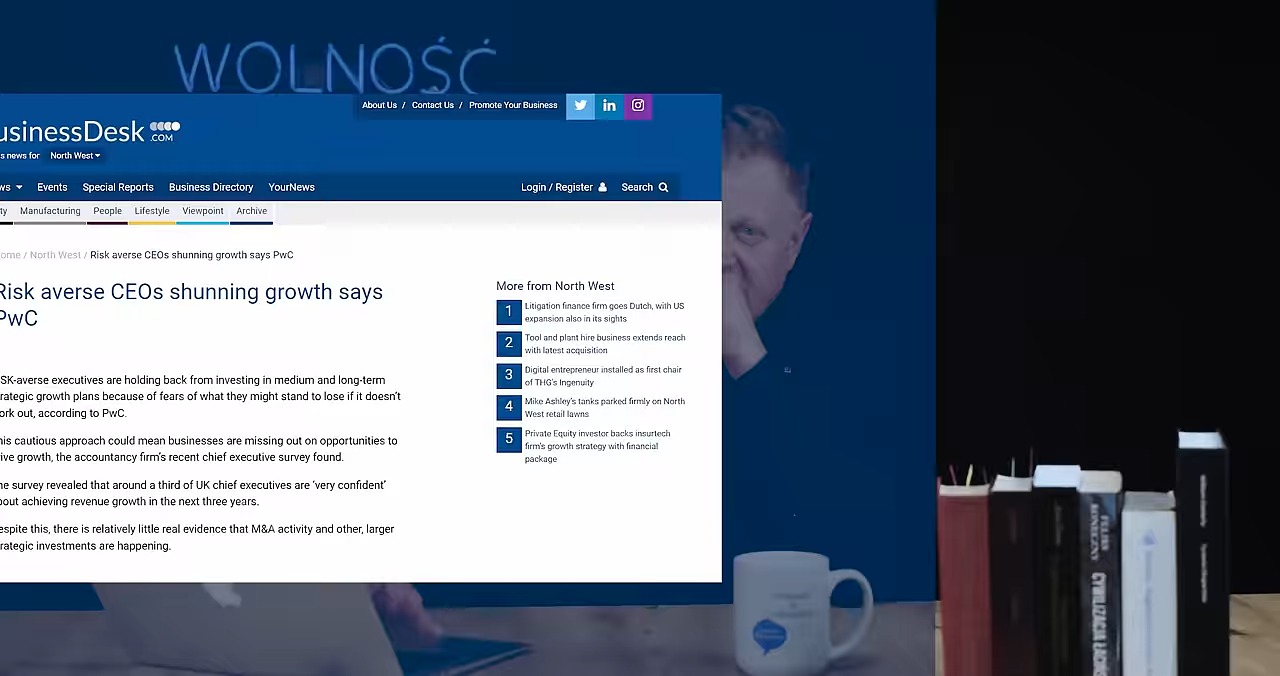 WOLNOŚĆ
About Us / Contact Us / Promote Your Business
usinessDesk
.COM
s news for North West
ws Events Special Reports Business Directory YourNews Login / Register Search
ty Manufacturing People Lifestyle Viewpoint Archive
ome / North West / Risk averse CEOs shunning growth says PwC
Risk averse CEOs shunning growth says
PwC
SK-averse executives are holding back from investing in medium and long-term
rategic growth plans because of fears of what they might stand to lose if it doesn't
ork out, according to PwC.
his cautious approach could mean businesses are missing out on opportunities to
ive growth, the accountancy firm's recent chief executive survey found.
he survey revealed that around a third of UK chief executives are 'very confident'
bout achieving revenue growth in the next three years.
espite this, there is relatively little real evidence that M&A activity and other, larger
rategic investments are happening.
More from North West
1 Litigation finance firm goes Dutch, with US
expansion also in its sights
2 Tool and plant hire business extends reach
with latest acquisition
3 Digital entrepreneur installed as first chair
of THG's Ingenuity
4 Mike Ashley's tanks parked firmly on North
West retail lawns
5 Private Equity investor backs insurtech
firm's growth strategy with financial
package
FELIKS
KONECZNY
CYWILIZACJA ŁACIŃ